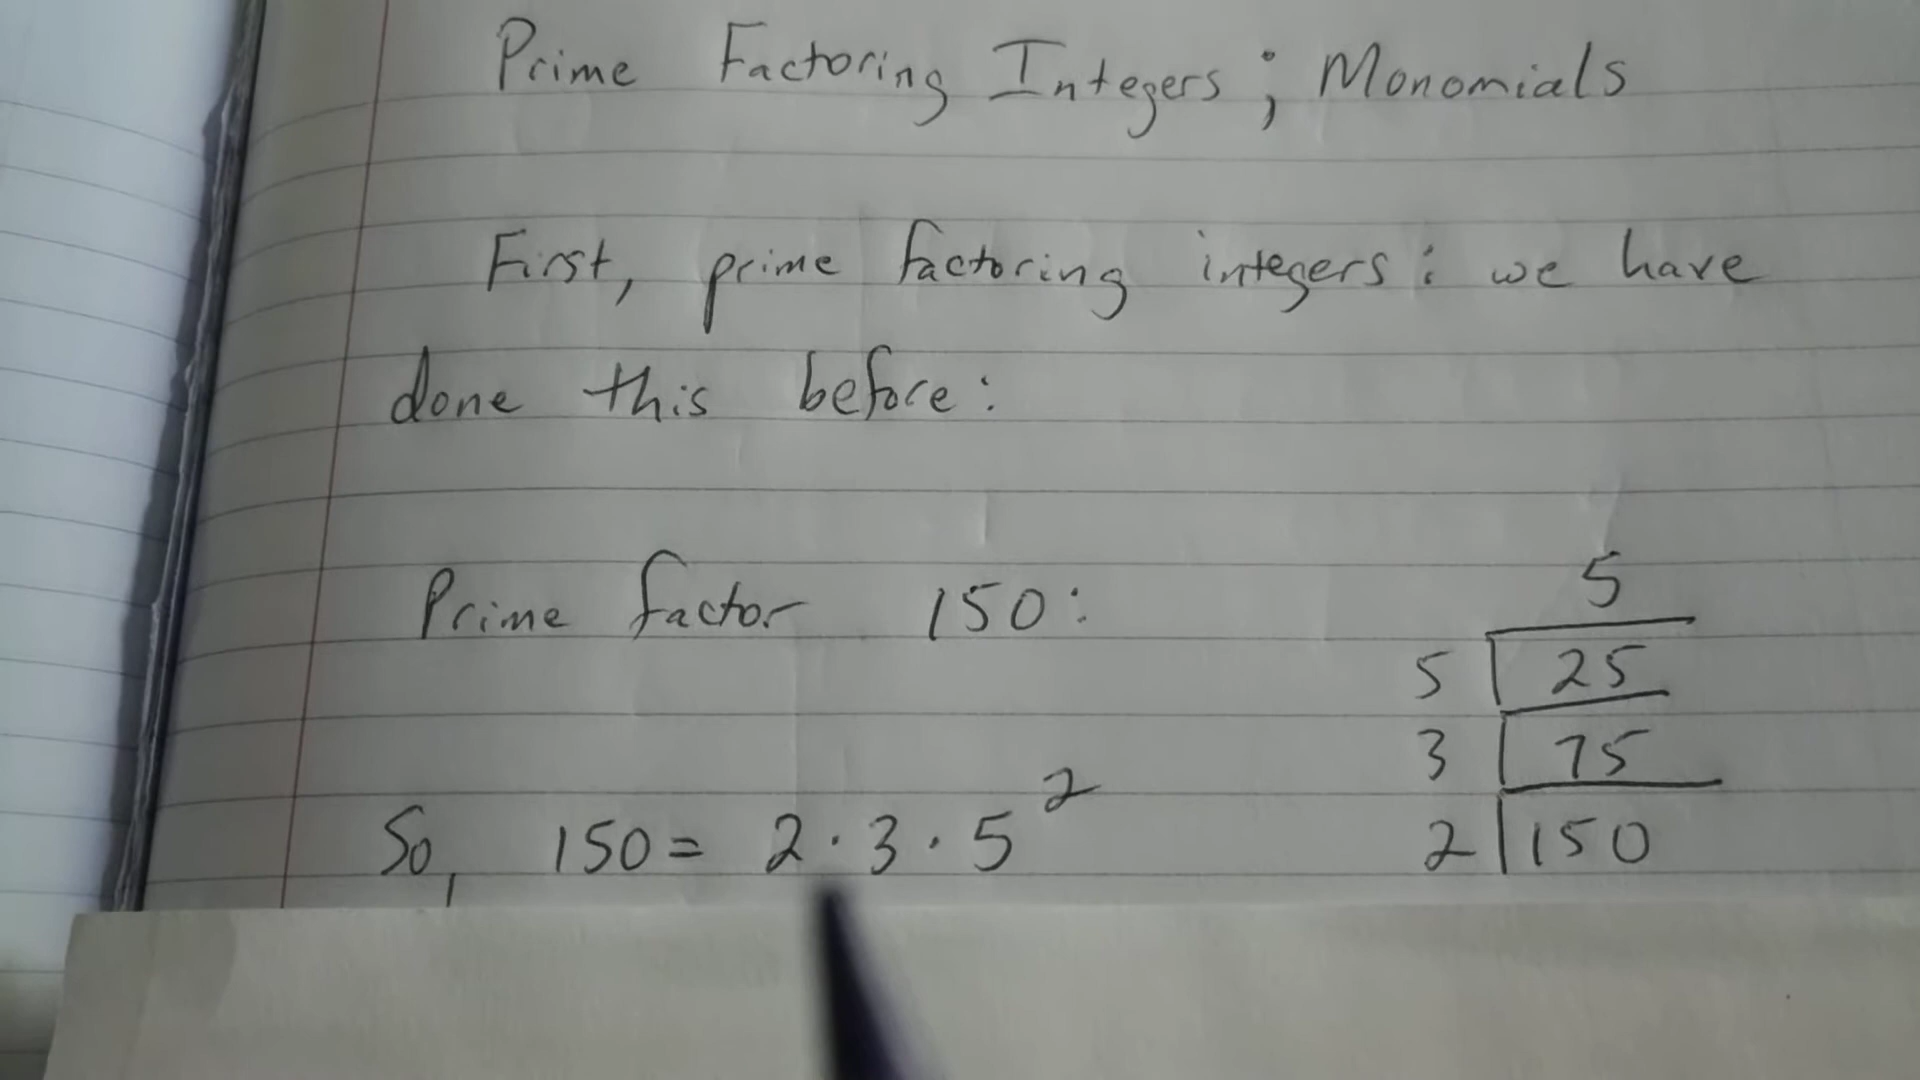 Prime Factoring Integers; Monomials
First, prime factoring integers: we have
done this before:
Prime factor 150:
5
5 25
3 75
2 150
So, 150 = 2 · 3 · 5²